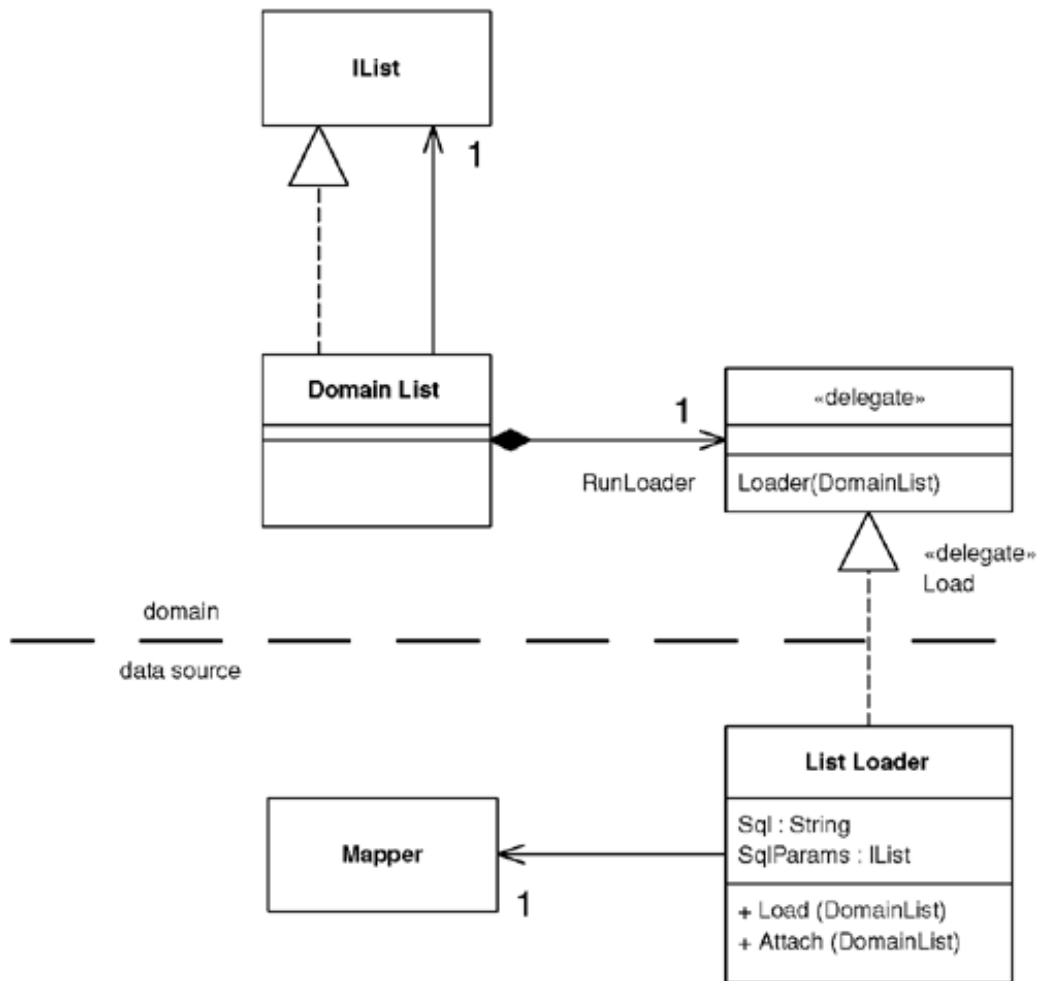 IList
1
Domain List
1
«delegate»
RunLoader
Loader(DomainList)
«delegate»
Load
domain
data source
List Loader
Sql : String
SqlParams : IList
Mapper
1
+ Load (DomainList)
+ Attach (DomainList)